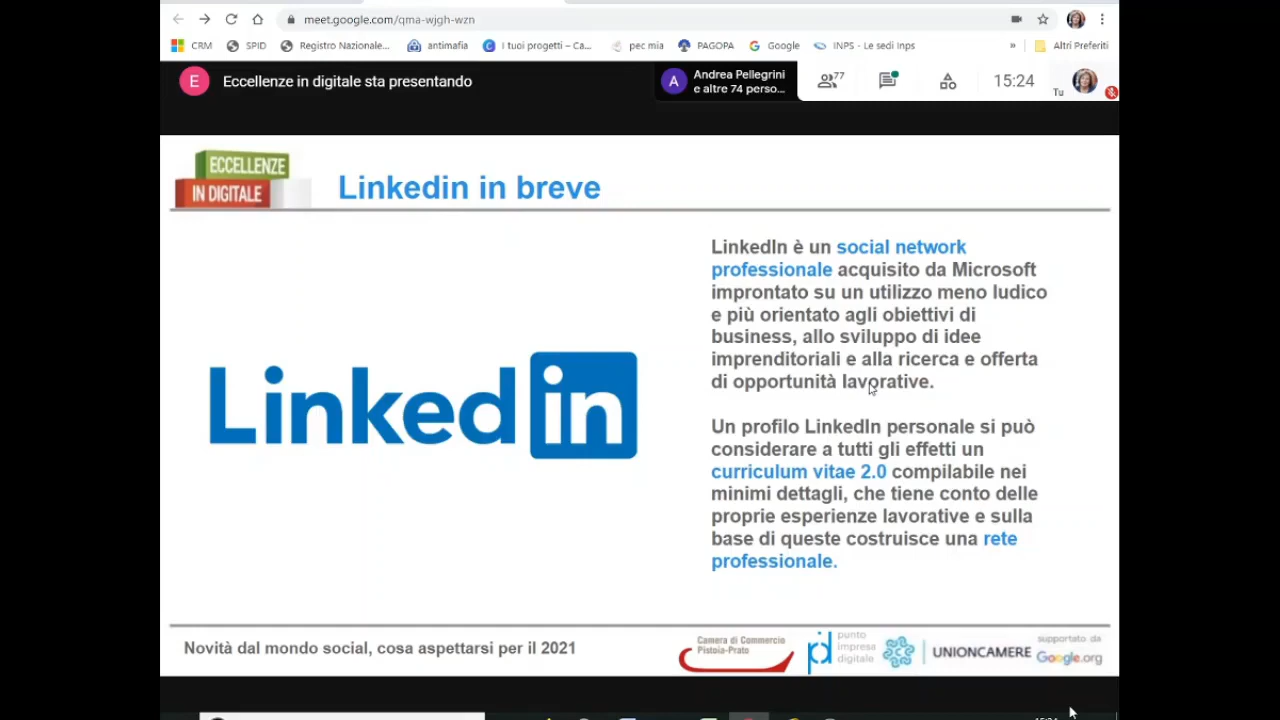 meet.google.com/qma-wjgh-wzn
CRM SPID Registro Nazionale... antimafia I tuoi progetti – Ca... pec mia PAGOPA Google INPS - Le sedi Inps » Altri Preferiti
E Eccellenze in digitale sta presentando
A Andrea Pellegrini
e altre 74 perso...
77
15:24
Tu
ECCELLENZE
IN DIGITALE
Linkedin in breve
LinkedIn è un social network
professionale acquisito da Microsoft
improntato su un utilizzo meno ludico
e più orientato agli obiettivi di
business, allo sviluppo di idee
imprenditoriali e alla ricerca e offerta
di opportunità lavorative.
Linkedin
Un profilo LinkedIn personale si può
considerare a tutti gli effetti un
curriculum vitae 2.0 compilabile nei
minimi dettagli, che tiene conto delle
proprie esperienze lavorative e sulla
base di queste costruisce una rete
professionale.
Novità dal mondo social, cosa aspettarsi per il 2021
Camera di Commercio
Pistoia-Prato
pid
punto
impresa
digitale
UNIONCAMERE
supportato da
Google.org